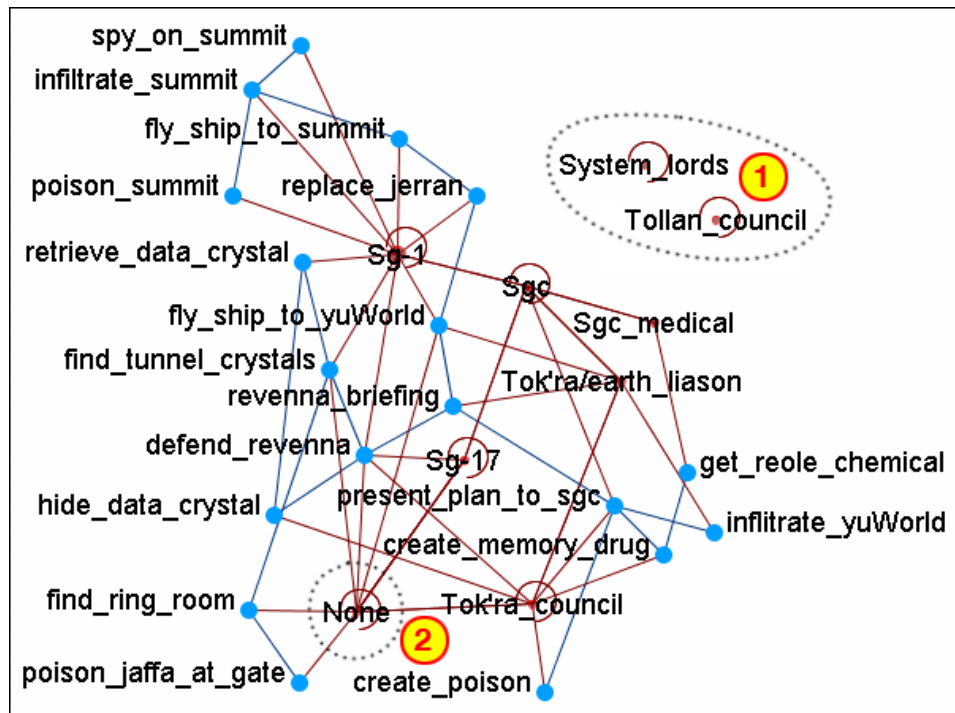 spy_on_summit
infiltrate_summit
fly_ship_to_summit
System_lords
1
poison_summit
replace_jerran
Tollan_council
retrieve_data_crystal
Sg-1
Sgc
fly_ship_to_yuWorld
Sgc_medical
find_tunnel_crystals
Tok'ra/earth_liason
revenna_briefing
defend_revenna
Sg-17
get_reole_chemical
hide_data_crystal
present_plan_to_sgc
inflitrate_yuWorld
create_memory_drug
find_ring_room
None
Tok'ra_council
2
poison_jaffa_at_gate
create_poison